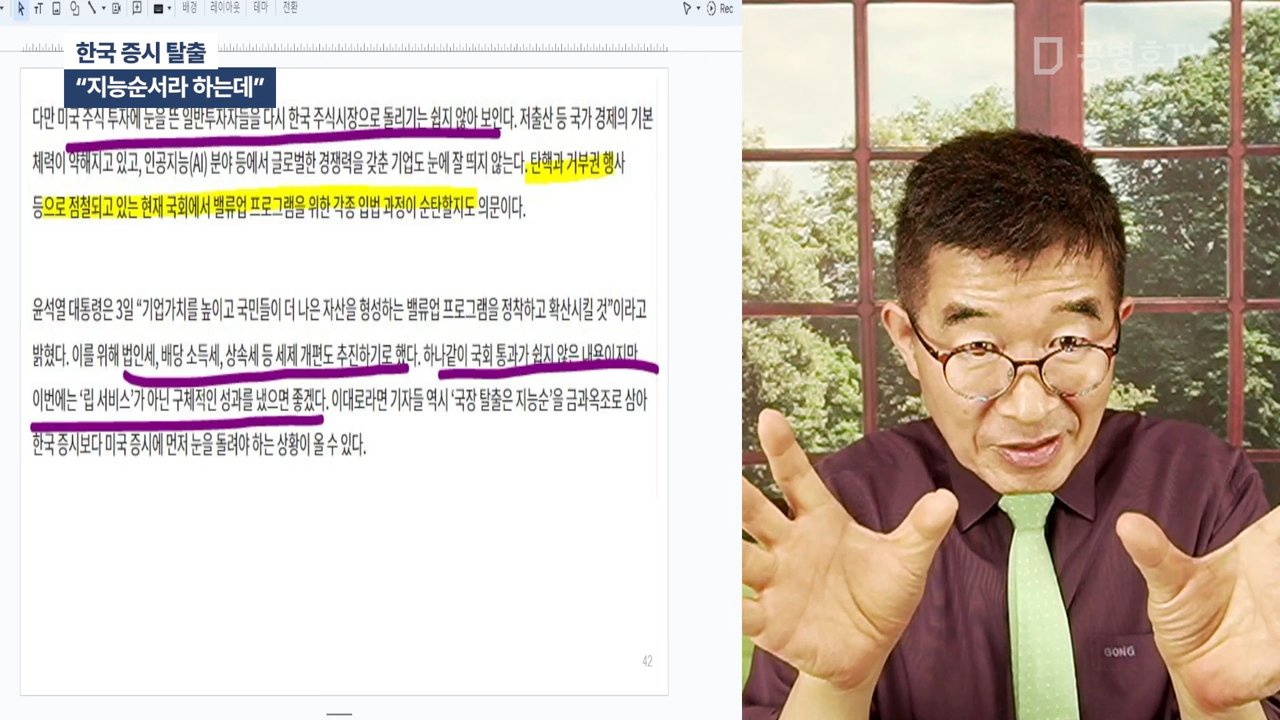 배경 레이아웃 테마 전환
Rec
한국 증시 탈출
“지능순서라 하는데”
다만 미국 주식 투자에 눈을 뜬 일반투자자들을 다시 한국 주식시장으로 돌리기는 쉽지 않아 보인다. 저출산 등 국가 경제의 기본
체력이 약해지고 있고, 인공지능(AI) 분야 등에서 글로벌한 경쟁력을 갖춘 기업도 눈에 잘 띄지 않는다. 탄핵과 거부권 행사
등으로 점철되고 있는 현재 국회에서 밸류업 프로그램을 위한 각종 입법 과정이 순탄할지도 의문이다.
윤석열 대통령은 3일 “기업가치를 높이고 국민들이 더 나은 자산을 형성하는 밸류업 프로그램을 정착하고 확산시킬 것”이라고
밝혔다. 이를 위해 법인세, 배당 소득세, 상속세 등 세제 개편도 추진하기로 했다. 하나같이 국회 통과가 쉽지 않은 내용이지만
이번에는 ‘립 서비스’가 아닌 구체적인 성과를 냈으면 좋겠다. 이대로라면 기자들 역시 ‘국장 탈출은 지능순’을 금과옥조로 삼아
한국 증시보다 미국 증시에 먼저 눈을 돌려야 하는 상황이 올 수 있다.
42
공병호TV
GONG